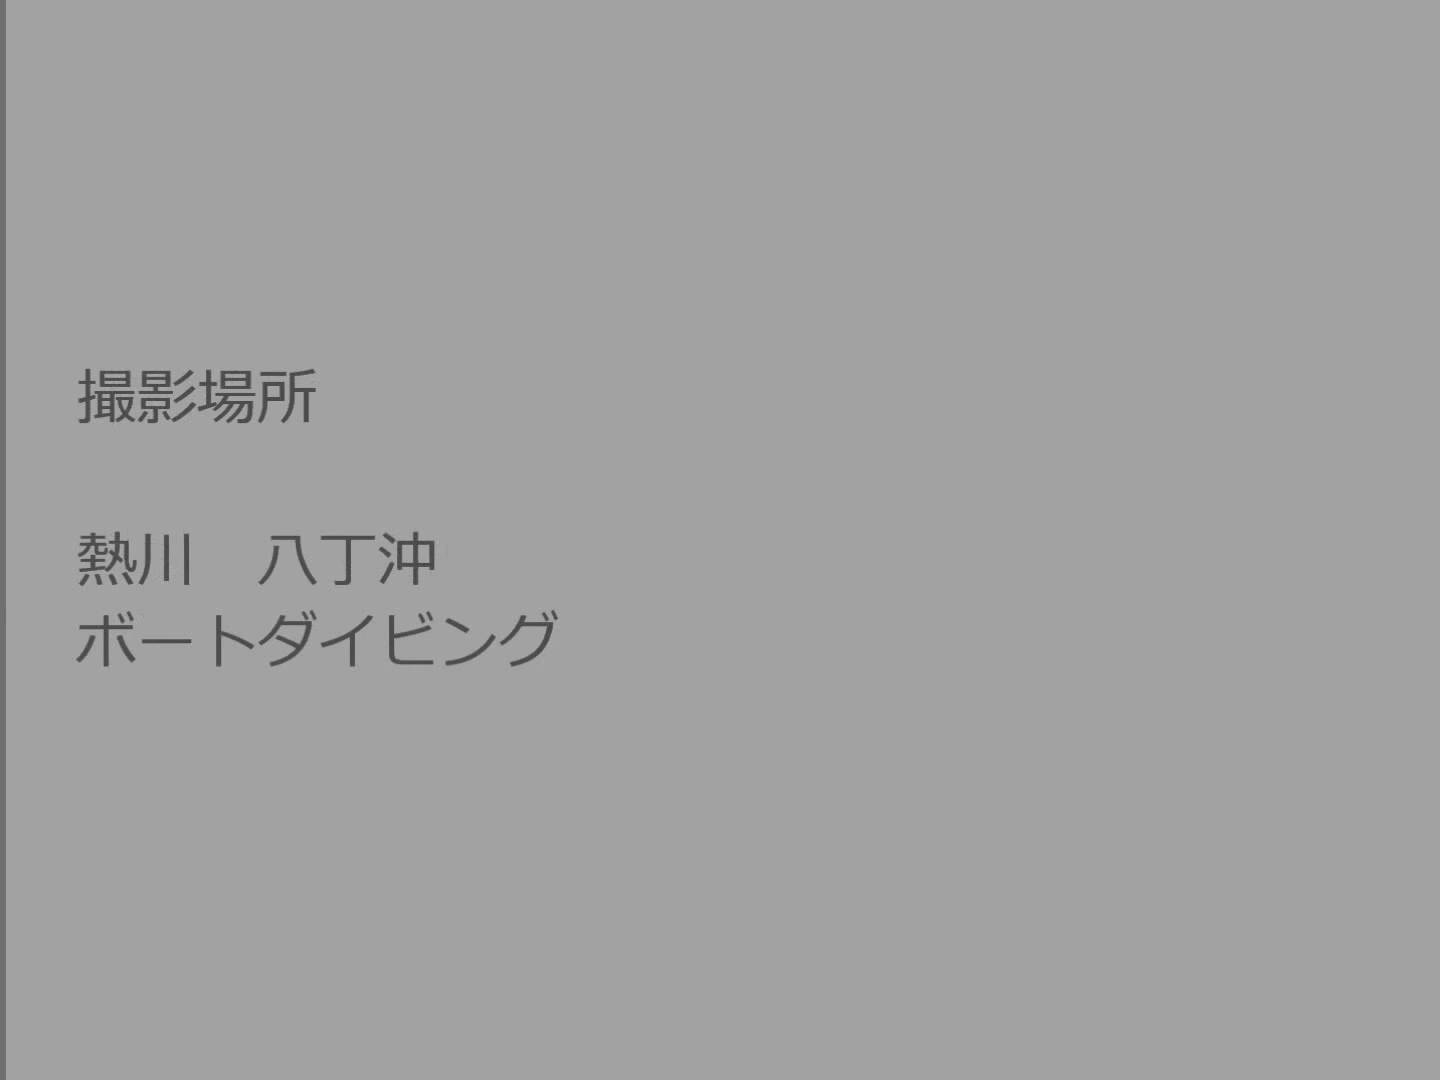 撮影場所
熱川　八丁沖
ボートダイビング